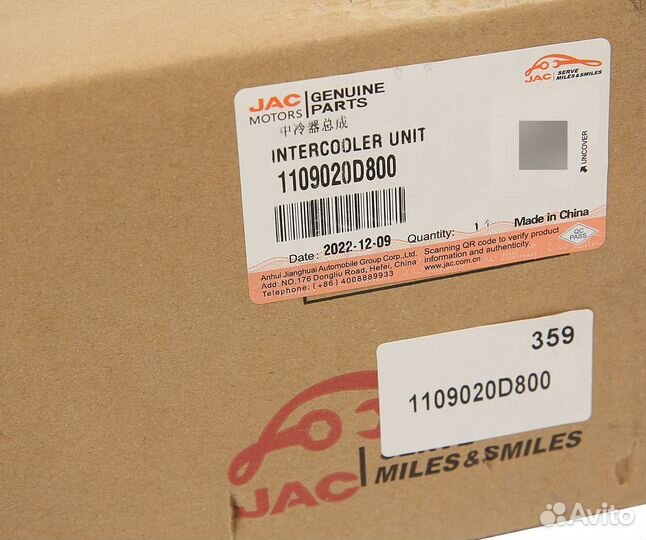 JAC
MOTORS
GENUINE
PARTS
JAC
SERVE
MILES&SMILES
中冷器总成
INTERCOOLER UNIT
1109020D800
UNCOVER
Date: 2022-12-09 Quantity: 1个 Made in China
Anhui Jianghuai Automobile Group Corp.,Ltd.
Add: NO.176 Dongliu Road, Hefei, China
Telephone: (+86) 4008889933
Scanning QR code to verify product
information and authenticity.
www.jac.com.cn
QC
PASS
359
1109020D800
JAC
SERVE
MILES&SMILES
Avito